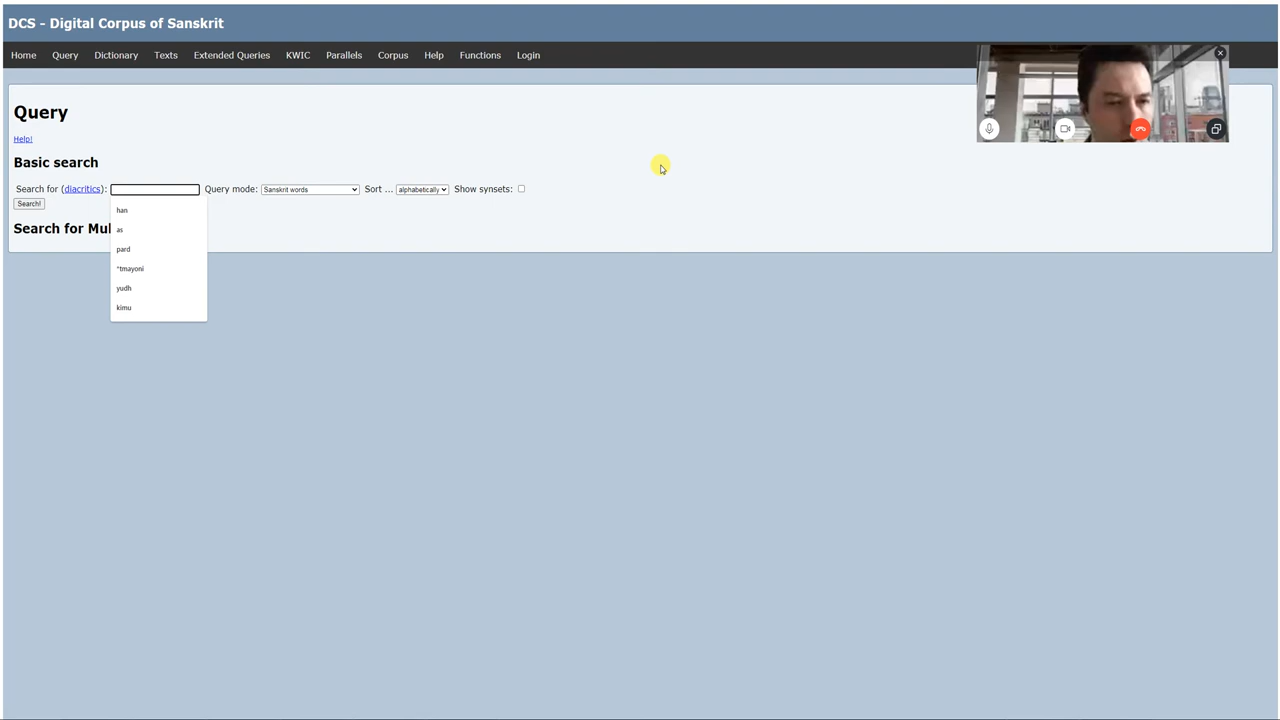 DCS - Digital Corpus of Sanskrit
Home Query Dictionary Texts Extended Queries KWIC Parallels Corpus Help Functions Login
Query
Help!
Basic search
Search for (diacritics): Query mode: Sanskrit words Sort ... alphabetically Show synsets:
Search!
Search for Mul
han
as
pard
*tmayoni
yudh
kimu